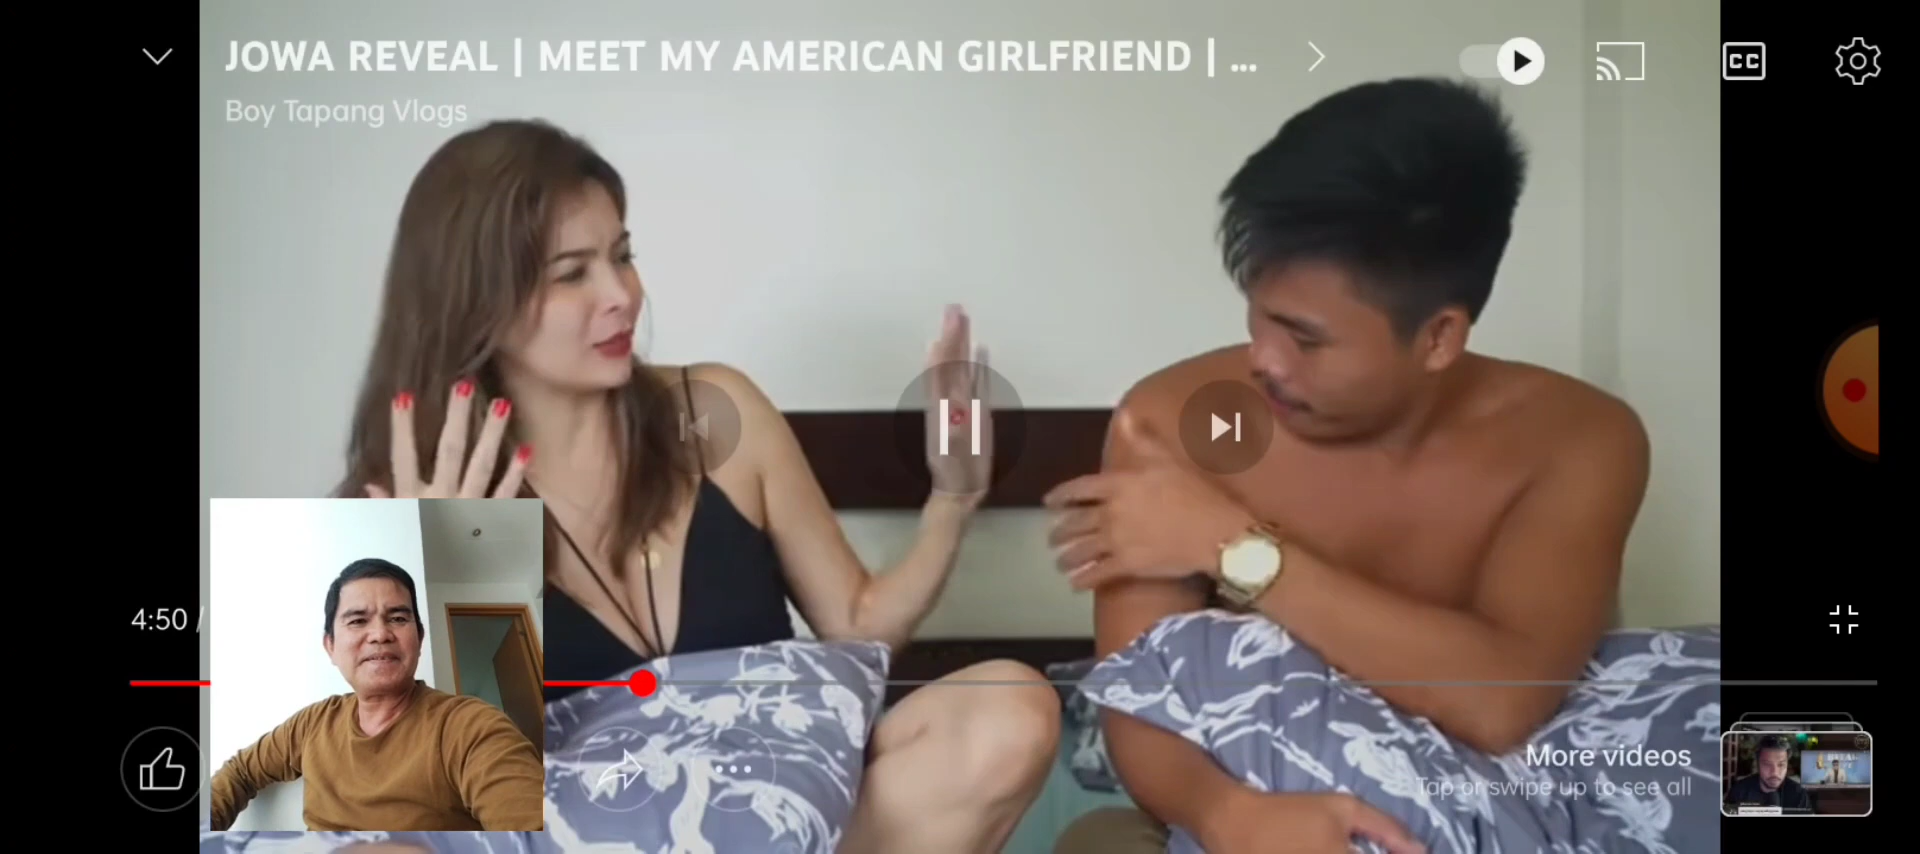 JOWA REVEAL | MEET MY AMERICAN GIRLFRIEND | ...
Boy Tapang Vlogs
CC
4:50 /
More videos
Tap or swipe up to see all